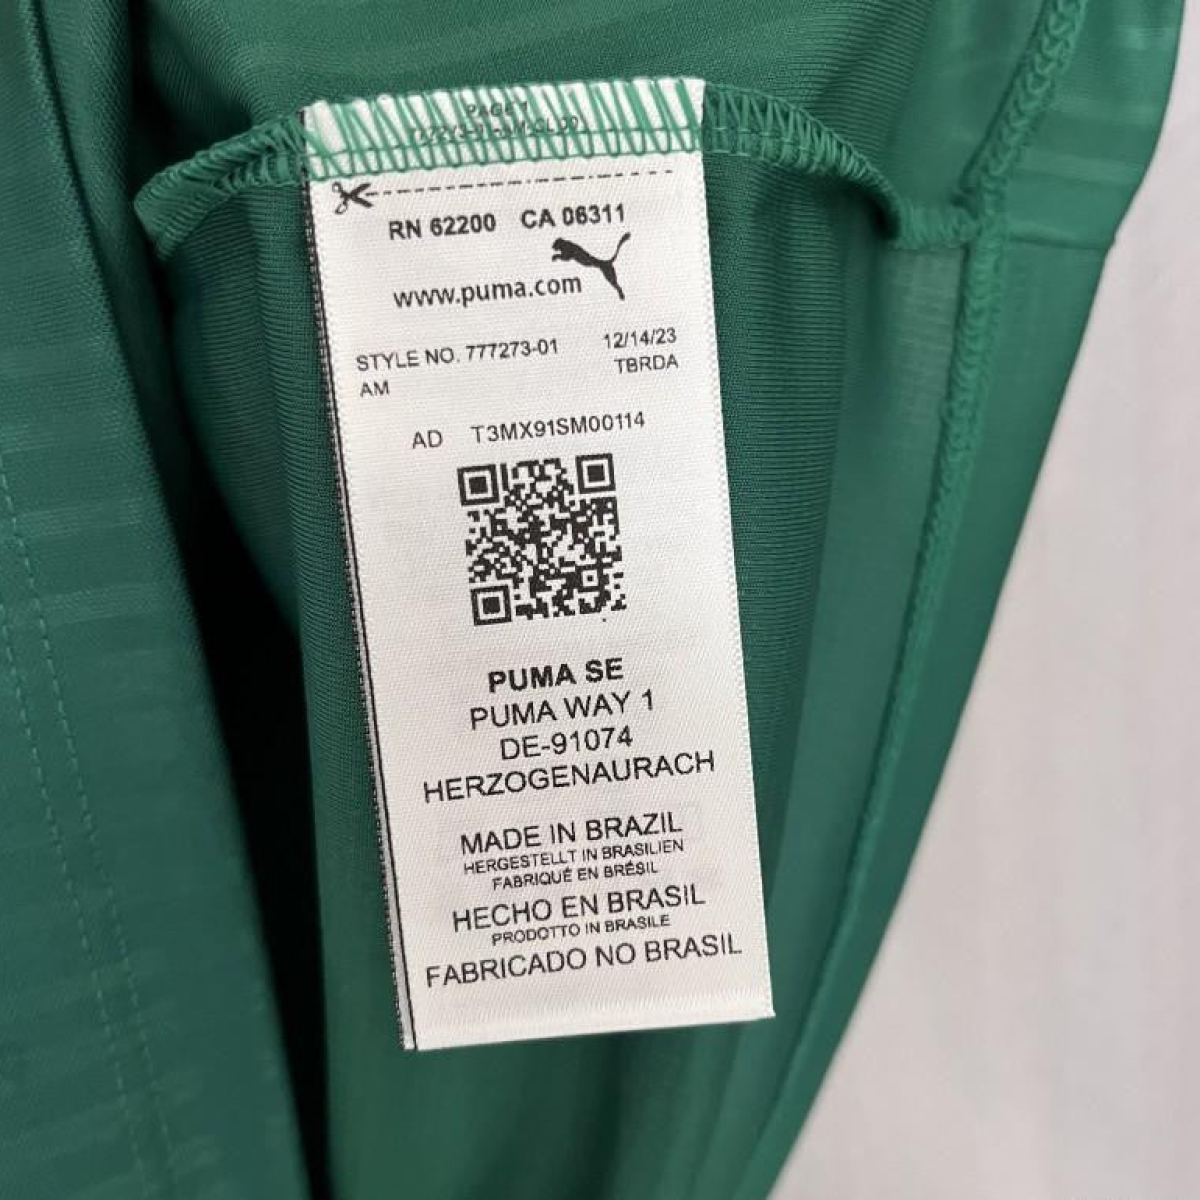 PAGE 1
RN 62200 CA 06311
www.puma.com
STYLE NO. 777273-01 12/14/23
AM TBRDA
AD T3MX91SM00114
PUMA SE
PUMA WAY 1
DE-91074
HERZOGENAURACH
MADE IN BRAZIL
HERGESTELLT IN BRASILIEN
FABRIQUÉ EN BRÉSIL
HECHO EN BRASIL
PRODOTTO IN BRASILE
FABRICADO NO BRASIL